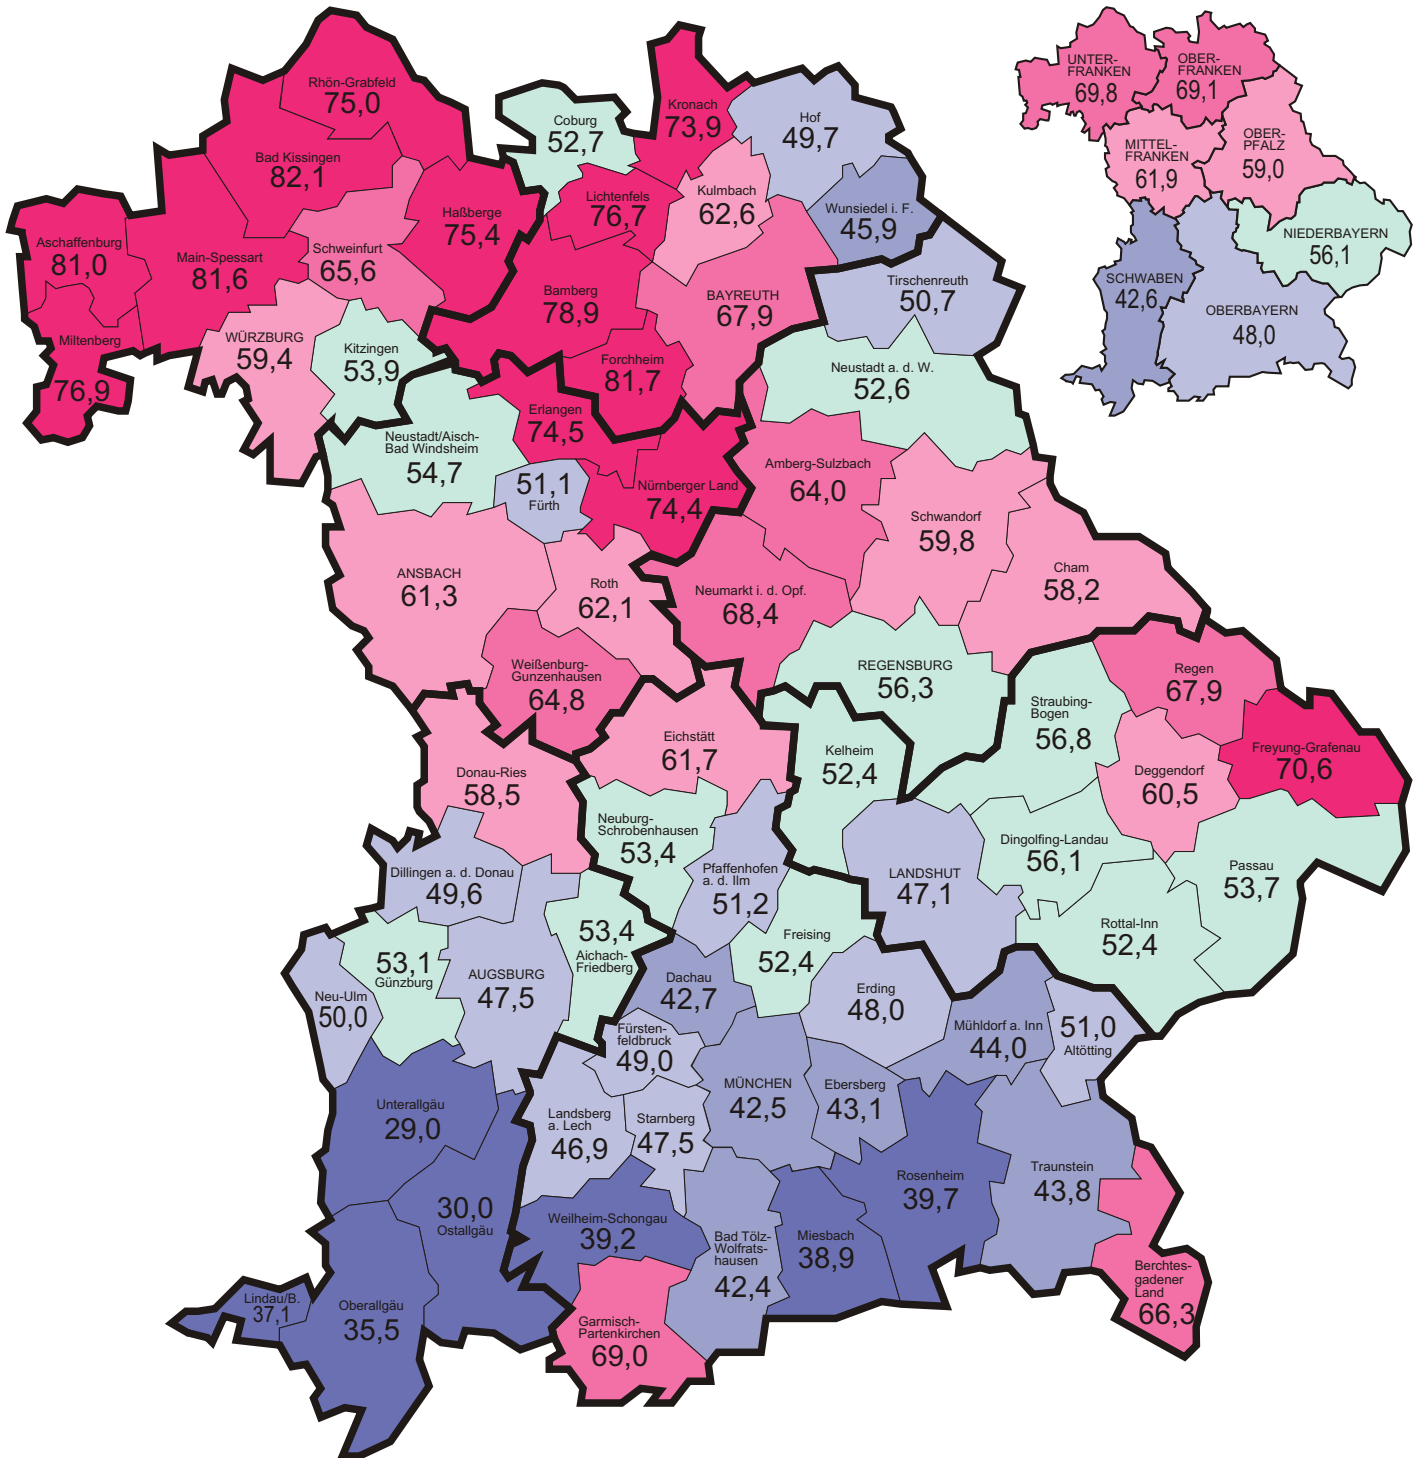 Rhön-Grabfeld
75,0
Bad Kissingen
82,1
Aschaffenburg
81,0
Main-Spessart
81,6
Miltenberg
76,9
Schweinfurt
65,6
Haßberge
75,4
WÜRZBURG
59,4
Kitzingen
53,9
Coburg
52,7
Kronach
73,9
Hof
49,7
Lichtenfels
76,7
Kulmbach
62,6
Wunsiedel i. F.
45,9
Bamberg
78,9
BAYREUTH
67,9
Forchheim
81,7
Tirschenreuth
50,7
Neustadt a. d. W.
52,6
Neustadt/Aisch-
Bad Windsheim
54,7
Erlangen
74,5
51,1
Fürth
Nürnberger Land
74,4
Amberg-Sulzbach
64,0
Schwandorf
59,8
Cham
58,2
ANSBACH
61,3
Roth
62,1
Neumarkt i. d. Opf.
68,4
Weißenburg-
Gunzenhausen
64,8
REGENSBURG
56,3
Regen
67,9
Straubing-
Bogen
56,8
Freyung-Grafenau
70,6
Eichstätt
61,7
Kelheim
52,4
Deggendorf
60,5
Donau-Ries
58,5
Neuburg-
Schrobenhausen
53,4
Dingolfing-Landau
56,1
Passau
53,7
Dillingen a. d. Donau
49,6
Pfaffenhofen
a. d. Ilm
51,2
LANDSHUT
47,1
Rottal-Inn
52,4
53,4
Aichach-
Friedberg
Freising
52,4
53,1
Günzburg
AUGSBURG
47,5
Neu-Ulm
50,0
Dachau
42,7
Erding
48,0
Mühldorf a. Inn
44,0
51,0
Altötting
Fürsten-
feldbruck
49,0
MÜNCHEN
42,5
Ebersberg
43,1
Unterallgäu
29,0
Landsberg
a. Lech
46,9
Starnberg
47,5
Rosenheim
39,7
Traunstein
43,8
30,0
Ostallgäu
Weilheim-Schongau
39,2
Bad Tölz-
Wolfrats-
hausen
42,4
Miesbach
38,9
Berchtes-
gadener
Land
66,3
Lindau/B.
37,1
Oberallgäu
35,5
Garmisch-
Partenkirchen
69,0
UNTER-
FRANKEN
69,8
OBER-
FRANKEN
69,1
MITTEL-
FRANKEN
61,9
OBER-
PFALZ
59,0
NIEDERBAYERN
56,1
SCHWABEN
42,6
OBERBAYERN
48,0